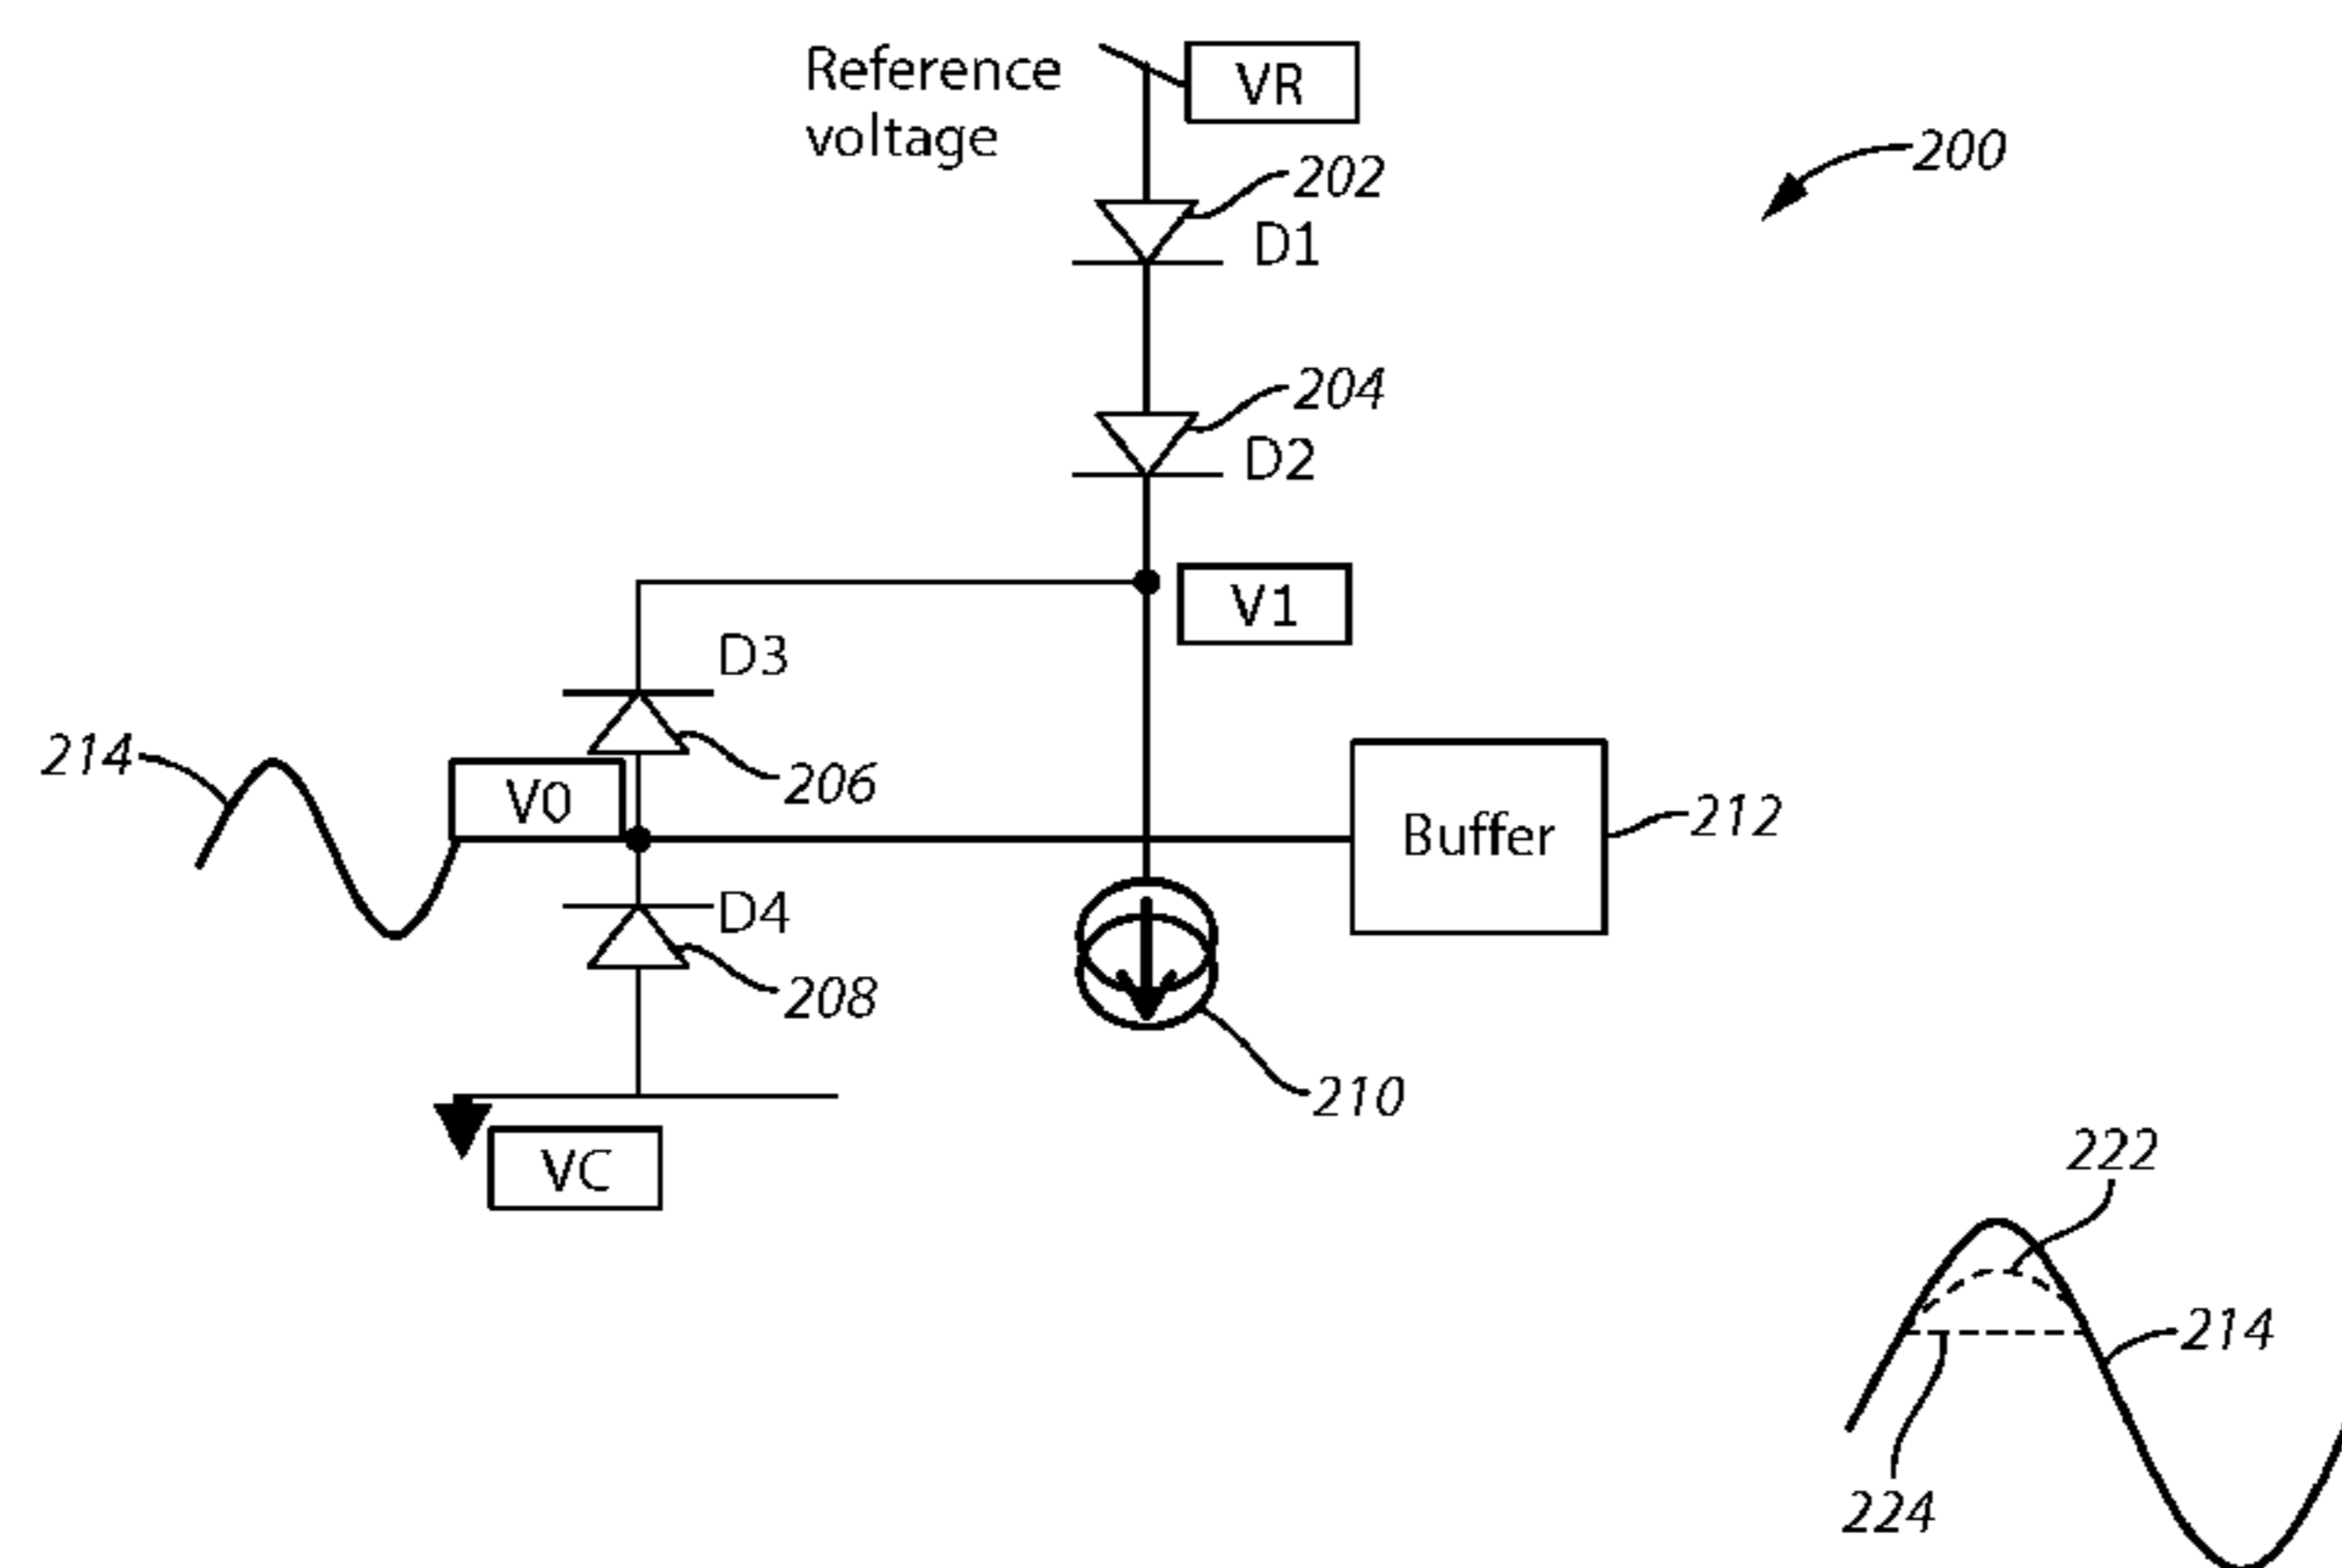 Reference
voltage
VR
200
202
D1
204
D2
V1
D3
214
V0
206
Buffer
212
D4
208
210
VC
222
214
224